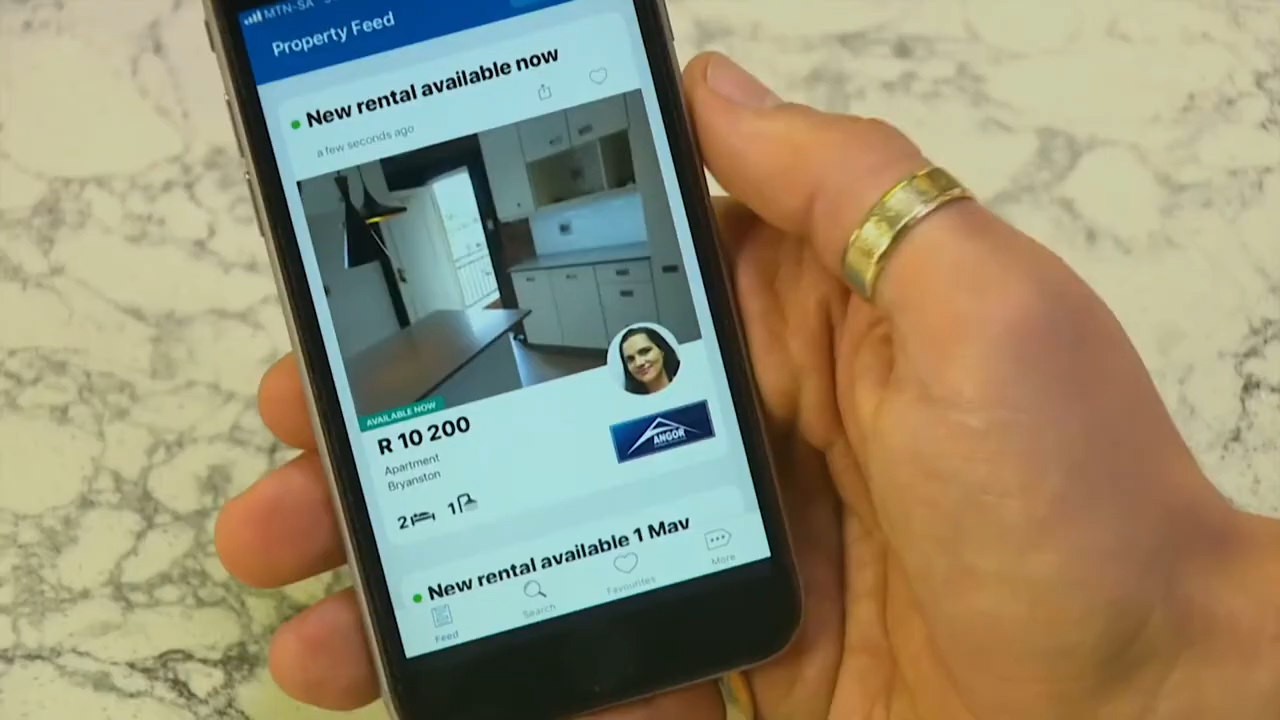 MTN-SA
Property Feed
New rental available now
a few seconds ago
AVAILABLE NOW
R 10 200
Apartment
Bryanston
ANGOR
2 1
New rental available 1 May
Feed
Search
Favourites
More